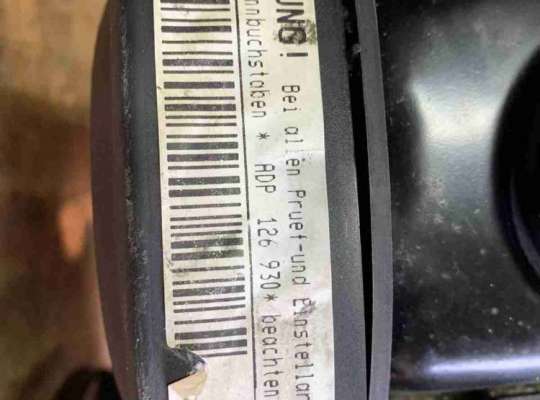 UNG!
Bei allen Pruef-und Einstellar
nnbuchstaben * ADP 126 930* beachten